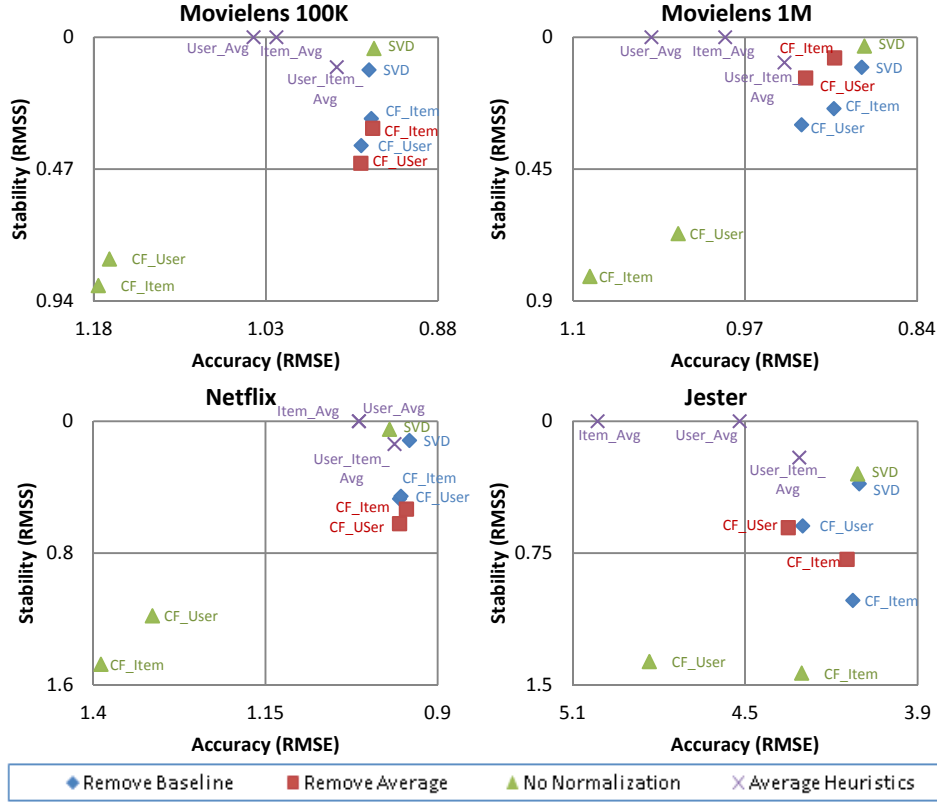 Movielens 100K
Stability (RMSS)
0
0.47
0.94
User_Avg
Item_Avg
SVD
SVD
User_Item_
Avg
CF_Item
CF_Item
CF_User
CF_USer
CF_User
CF_Item
1.18
1.03
0.88
Accuracy (RMSE)
Movielens 1M
Stability (RMSS)
0
0.45
0.9
User_Avg
Item_Avg
CF_Item
SVD
SVD
User_Item_
Avg
CF_USer
CF_Item
CF_User
CF_User
CF_Item
1.1
0.97
0.84
Accuracy (RMSE)
Netflix
Stability (RMSS)
0
0.8
1.6
Item_Avg
User_Avg
SVD
SVD
User_Item_
Avg
CF_Item
CF_User
CF_Item
CF_USer
CF_User
CF_Item
1.4
1.15
0.9
Accuracy (RMSE)
Jester
Stability (RMSS)
0
0.75
1.5
Item_Avg
User_Avg
User_Item_
Avg
SVD
SVD
CF_USer
CF_User
CF_Item
CF_Item
CF_User
CF_Item
5.1
4.5
3.9
Accuracy (RMSE)
Remove Baseline
Remove Average
No Normalization
Average Heuristics